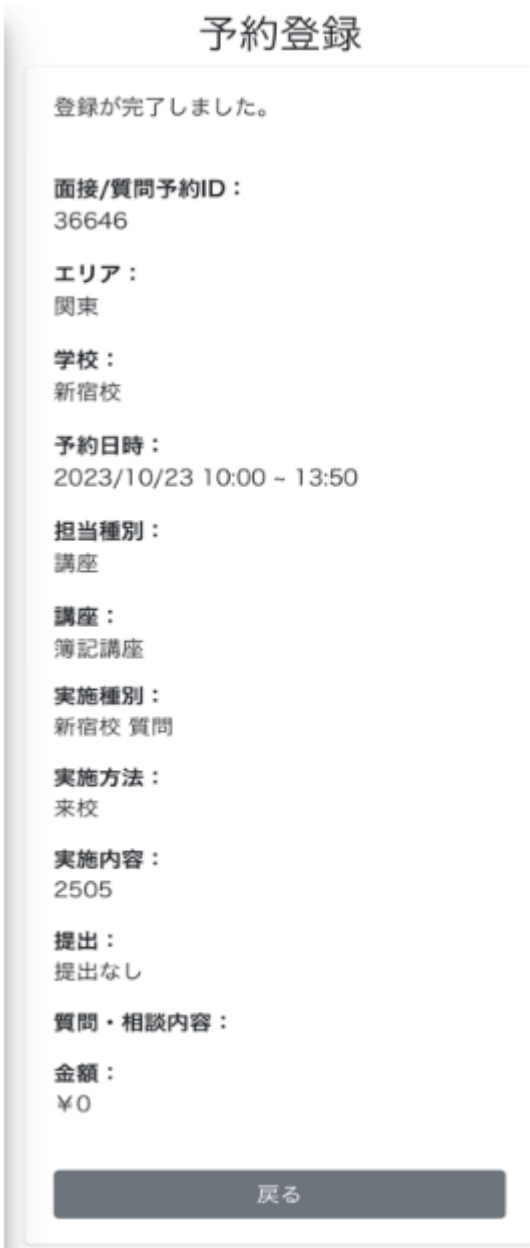 予約登録
登録が完了しました。
面接/質問予約ID：
36646
エリア：
関東
学校：
新宿校
予約日時：
2023/10/23 10:00 ~ 13:50
担当種別：
講座
講座：
簿記講座
実施種別：
新宿校 質問
実施方法：
来校
実施内容：
2505
提出：
提出なし
質問・相談内容：
金額：
¥0
戻る